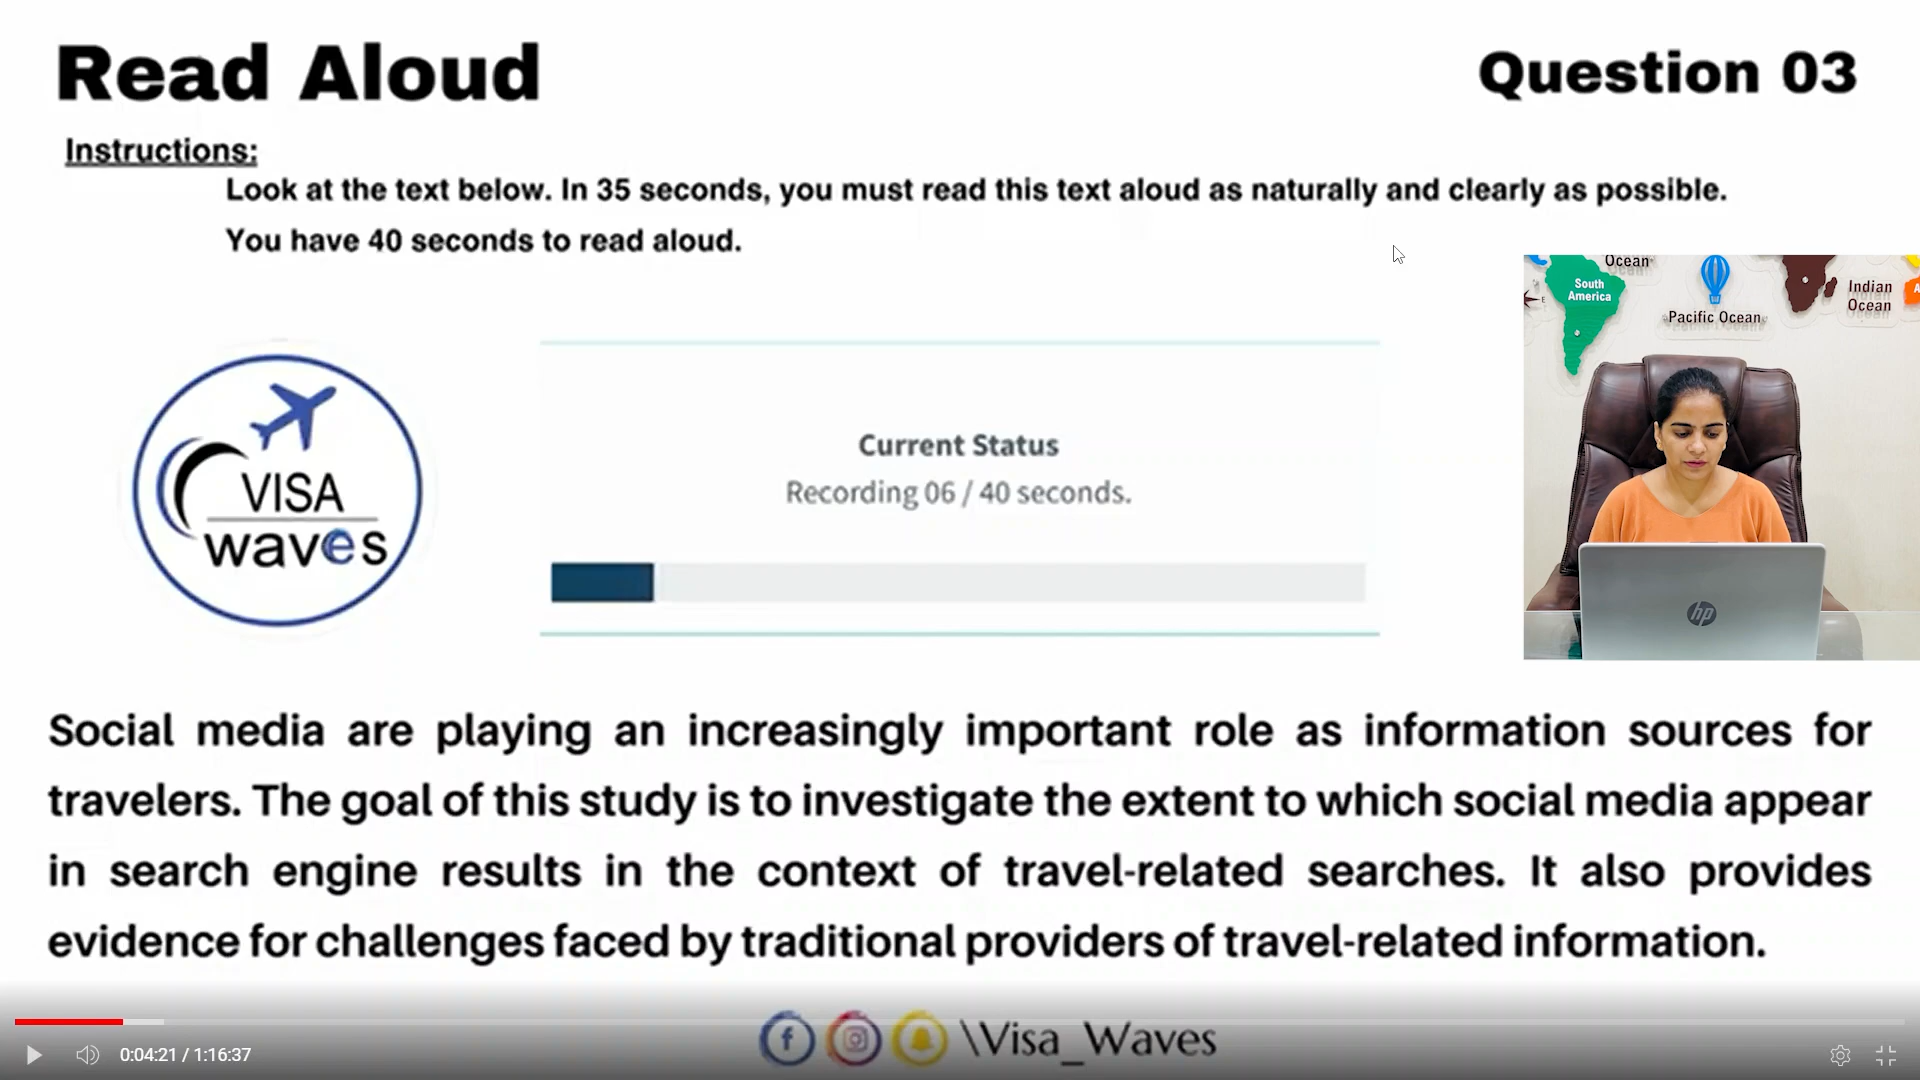 Read Aloud
Question 03
Instructions:
Look at the text below. In 35 seconds, you must read this text aloud as naturally and clearly as possible.
You have 40 seconds to read aloud.
Ocean
South
America
Pacific Ocean
Indian
Ocean
A
E
VISA
waves
Current Status
Recording 06 / 40 seconds.
hp
Social media are playing an increasingly important role as information sources for
travelers. The goal of this study is to investigate the extent to which social media appear
in search engine results in the context of travel-related searches. It also provides
evidence for challenges faced by traditional providers of travel-related information.
\Visa_Waves
0:04:21 / 1:16:37